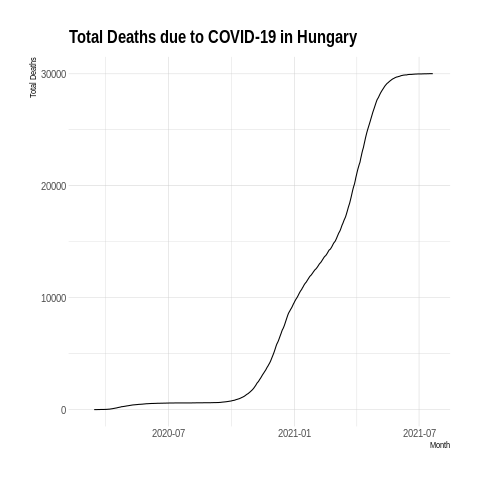 Total Deaths due to COVID-19 in Hungary
Total Deaths
30000
20000
10000
0
2020-07 2021-01 2021-07
Month